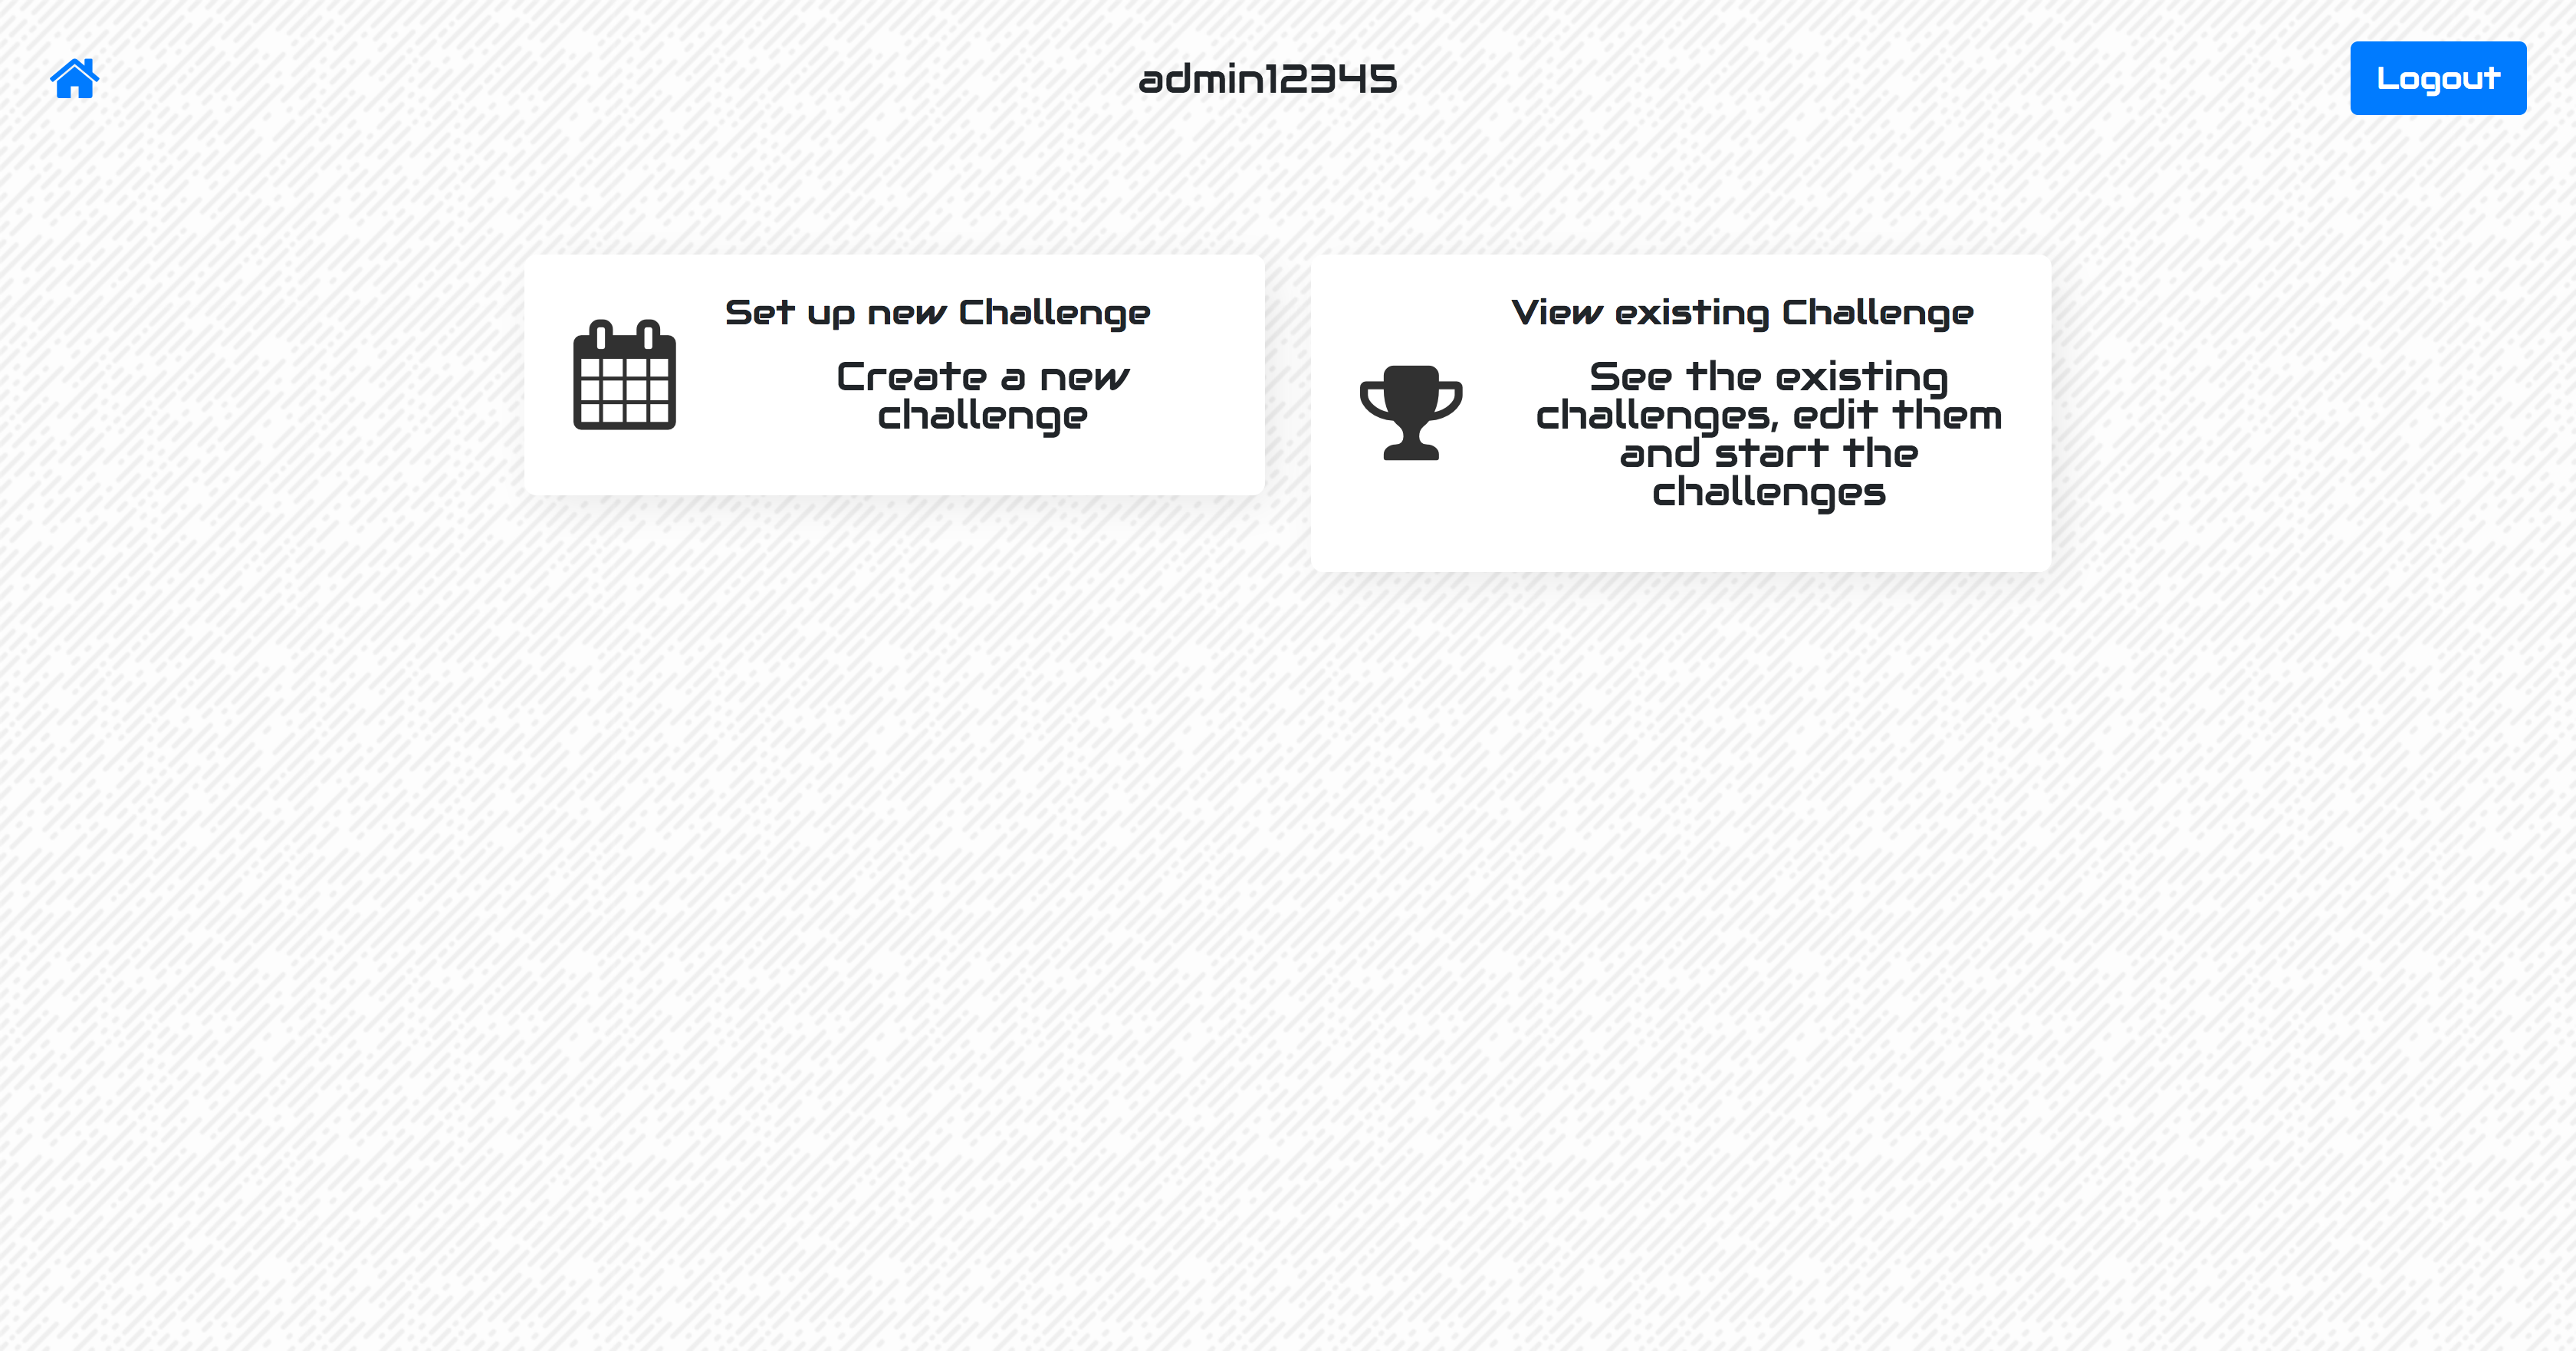 admin12345
Logout
Set up new Challenge
Create a new
challenge
View existing Challenge
See the existing
challenges, edit them
and start the
challenges